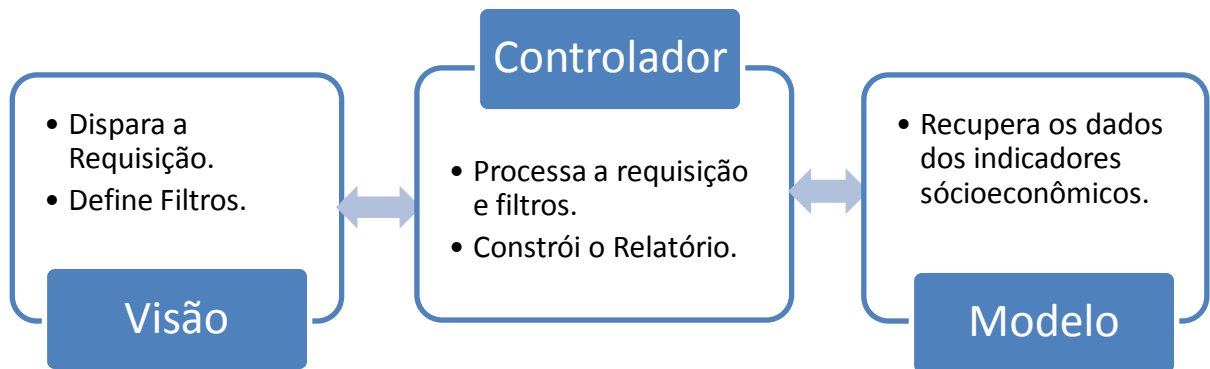 • Dispara a
Requisição.
• Define Filtros.
Visão
Controlador
• Processa a requisição
e filtros.
• Constrói o Relatório.
• Recupera os dados
dos indicadores
sócioeconômicos.
Modelo